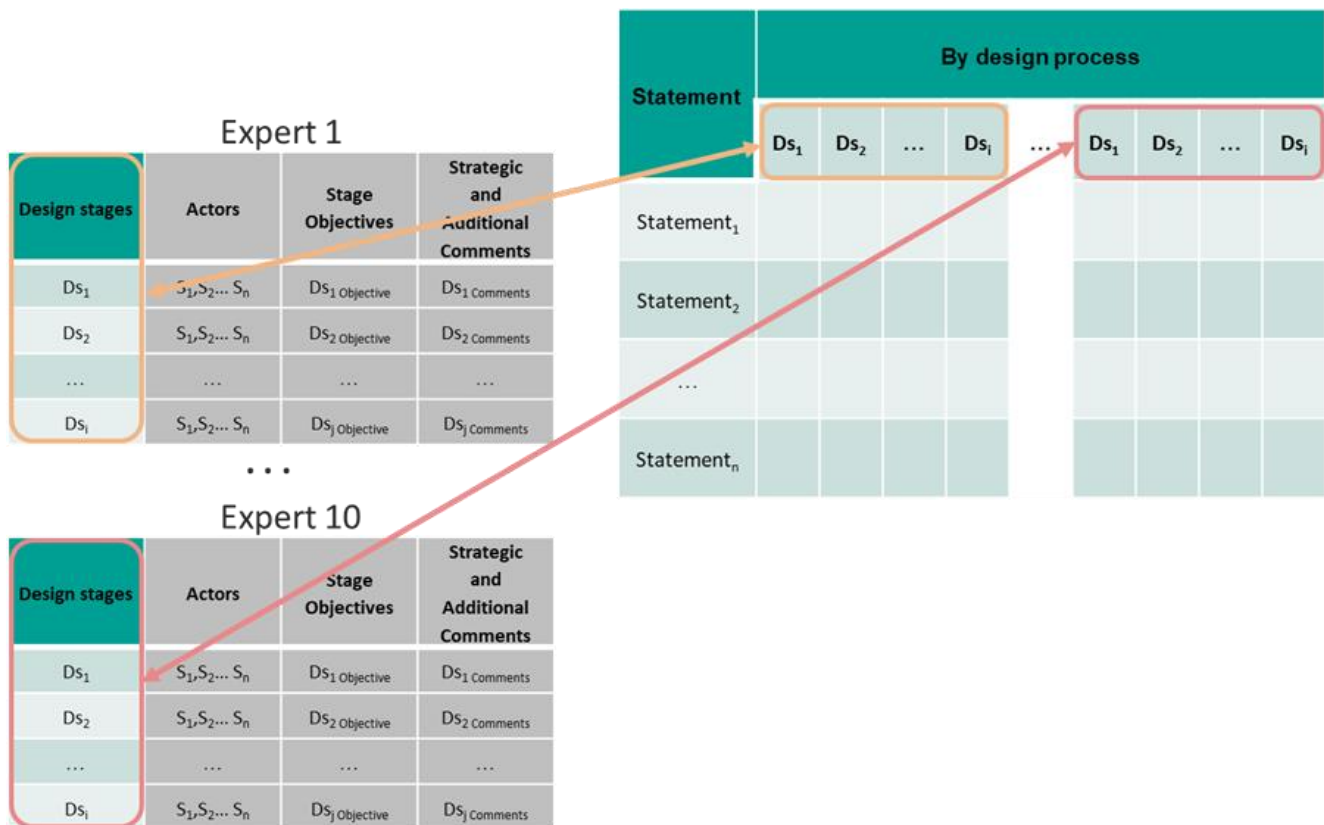 Expert 1
Design stages Actors Stage Objectives Strategic and Additional Comments
Ds₁ S₁,S₂... Sₙ Ds₁ Objective Ds₁ Comments
Ds₂ S₁,S₂... Sₙ Ds₂ Objective Ds₂ Comments
... ... ... ...
Dsᵢ S₁,S₂... Sₙ Dsⱼ Objective Dsⱼ Comments
...
Expert 10
Design stages Actors Stage Objectives Strategic and Additional Comments
Ds₁ S₁,S₂... Sₙ Ds₁ Objective Ds₁ Comments
Ds₂ S₁,S₂... Sₙ Ds₂ Objective Ds₂ Comments
... ... ... ...
Dsᵢ S₁,S₂... Sₙ Dsⱼ Objective Dsⱼ Comments
Statement By design process
Ds₁ Ds₂ ... Dsᵢ ... Ds₁ Ds₂ ... Dsᵢ
Statement₁
Statement₂
...
Statementₙ